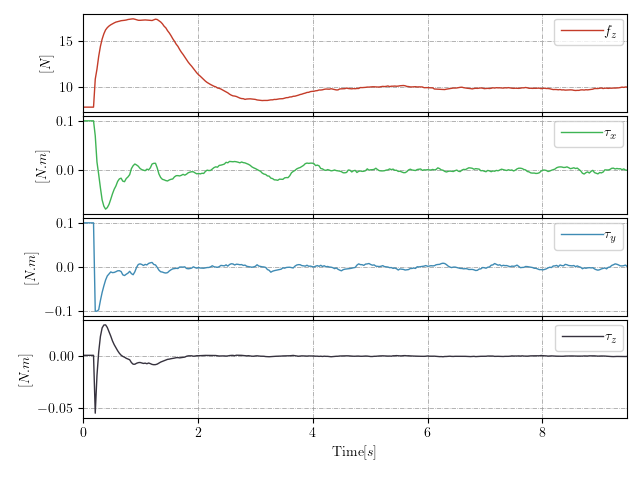 15
10
[N]
f_z
0.1
0.0
[N.m]
τ_x
0.1
0.0
−0.1
[N.m]
τ_y
0.00
−0.05
[N.m]
τ_z
0 2 4 6 8
Time[s]